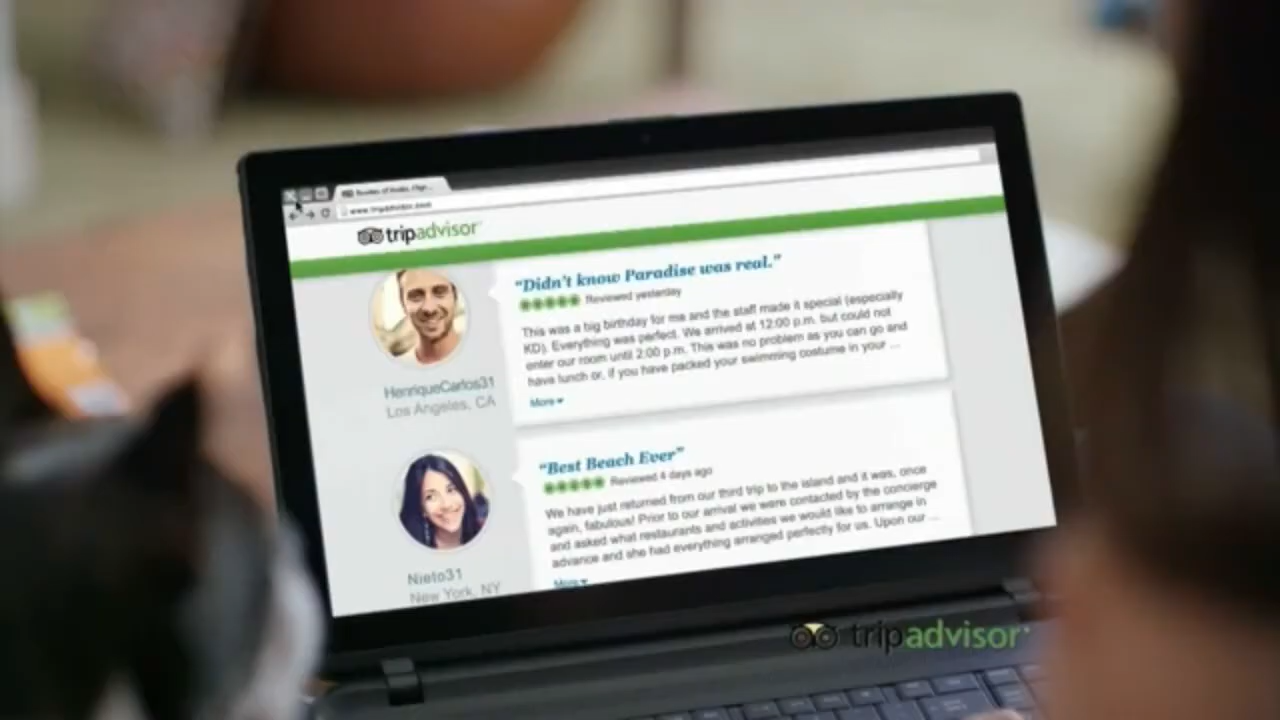 www.tripadvisor.com
tripadvisor
"Didn't know Paradise was real."
Reviewed yesterday
This was a big birthday for me and the staff made it special (especially
KD). Everything was perfect. We arrived at 12:00 p.m. but could not
enter our room until 2:00 p.m. This was no problem as you can go and
have lunch or, if you have packed your swimming costume in your ...
More
HenriqueCarlos31
Los Angeles, CA
"Best Beach Ever"
Reviewed 4 days ago
We have just returned from our third trip to the island and it was, once
again, fabulous! Prior to our arrival we were contacted by the concierge
and asked what restaurants and activities we would like to arrange in
advance and she had everything arranged perfectly for us. Upon our ...
More
Nieto31
New York, NY
tripadvisor